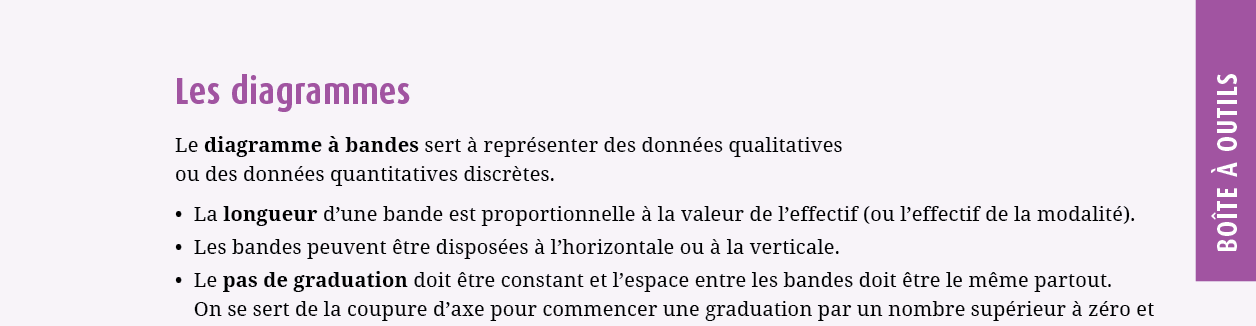 Les diagrammes
Le diagramme à bandes sert à représenter des données qualitatives
ou des données quantitatives discrètes.
• La longueur d’une bande est proportionnelle à la valeur de l’effectif (ou l’effectif de la modalité).
• Les bandes peuvent être disposées à l’horizontale ou à la verticale.
• Le pas de graduation doit être constant et l’espace entre les bandes doit être le même partout.
On se sert de la coupure d’axe pour commencer une graduation par un nombre supérieur à zéro et
BOÎTE À OUTILS